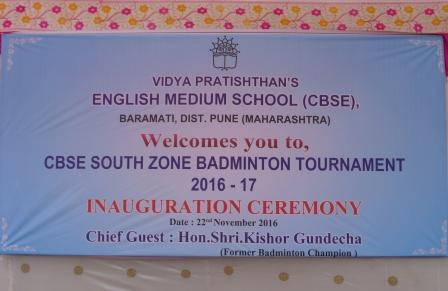 VIDYA PRATISHTHAN'S
ENGLISH MEDIUM SCHOOL (CBSE),
BARAMATI, DIST. PUNE (MAHARASHTRA)
Welcomes you to,
CBSE SOUTH ZONE BADMINTON TOURNAMENT
2016 - 17
INAUGURATION CEREMONY
Date : 22nd November 2016
Chief Guest : Hon.Shri.Kishor Gundecha
(Former Badminton Champion )